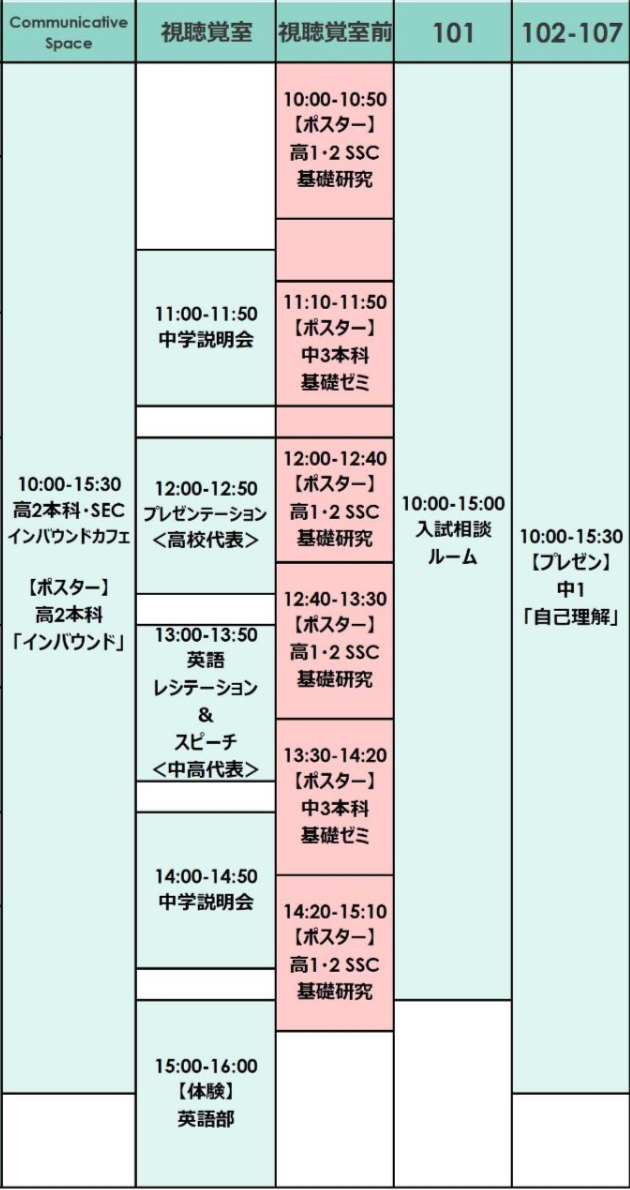 Communicative
Space
視聴覚室
視聴覚室前
101
102-107
10:00-15:30
高2本科・SEC
インバウンドカフェ
【ポスター】
高2本科
「インバウンド」
11:00-11:50
中学説明会
12:00-12:50
プレゼンテーション
<高校代表>
13:00-13:50
英語
レシテーション
&
スピーチ
<中高代表>
14:00-14:50
中学説明会
15:00-16:00
【体験】
英語部
10:00-10:50
【ポスター】
高1・2 SSC
基礎研究
11:10-11:50
【ポスター】
中3本科
基礎ゼミ
12:00-12:40
【ポスター】
高1・2 SSC
基礎研究
12:40-13:30
【ポスター】
高1・2 SSC
基礎研究
13:30-14:20
【ポスター】
中3本科
基礎ゼミ
14:20-15:10
【ポスター】
高1・2 SSC
基礎研究
10:00-15:00
入試相談
ルーム
10:00-15:30
【プレゼン】
中1
「自己理解」